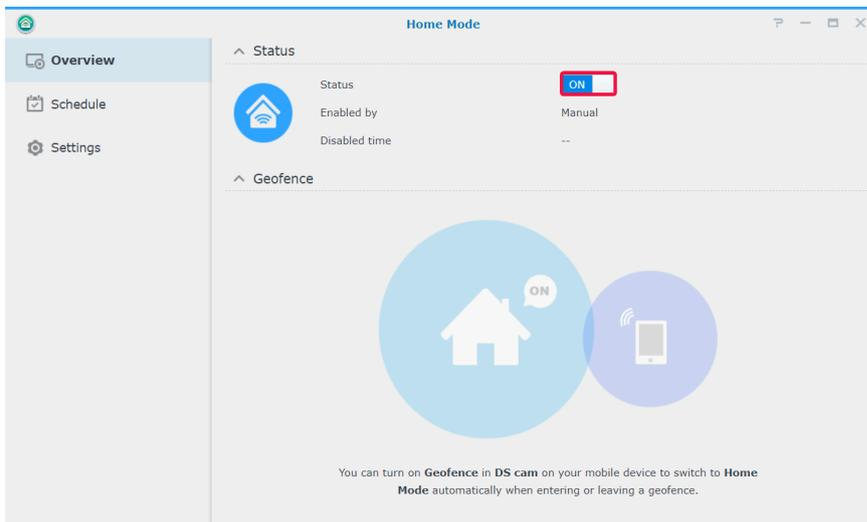 Home Mode
Overview
Schedule
Settings
Status
Status ON
Enabled by Manual
Disabled time --
Geofence
ON
You can turn on Geofence in DS cam on your mobile device to switch to Home
Mode automatically when entering or leaving a geofence.